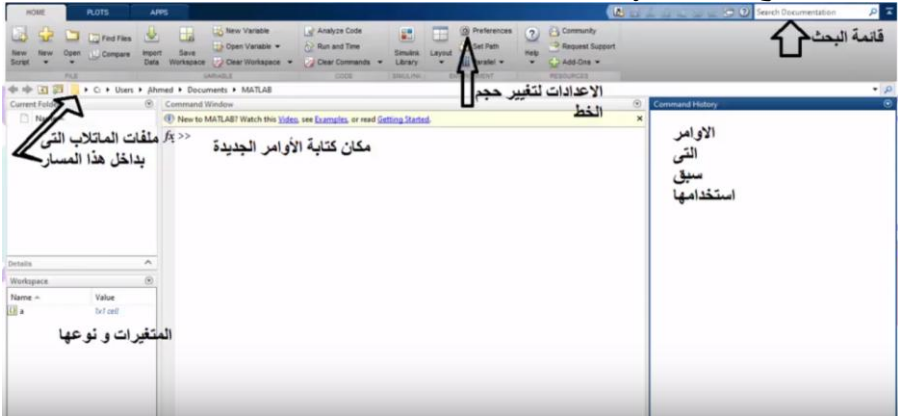 HOME PLOTS APPS
Search Documentation
قائمة البحث
New Script
New
Open
Find Files
Compare
Import Data
Save Workspace
New Variable
Open Variable
Clear Workspace
Analyze Code
Run and Time
Clear Commands
Simulink Library
Layout
Preferences
Set Path
Parallel
Help
Community
Request Support
Add-Ons
FILE VARIABLE CODE SIMULINK RESOURCES
C: Users Ahmed Documents MATLAB
الاعدادات لتغيير حجم
الخط
Current Folder
Command Window
New to MATLAB? Watch this Video, see Examples, or read Getting Started.
fx >>
ملفات الماتلاب التى
بداخل هذا المسار
مكان كتابة الأوامر الجديدة
Command History
الاوامر
التى
سبق
استخدامها
Details
Workspace
Name Value
a 5x1 cell
المتغيرات و نوعها